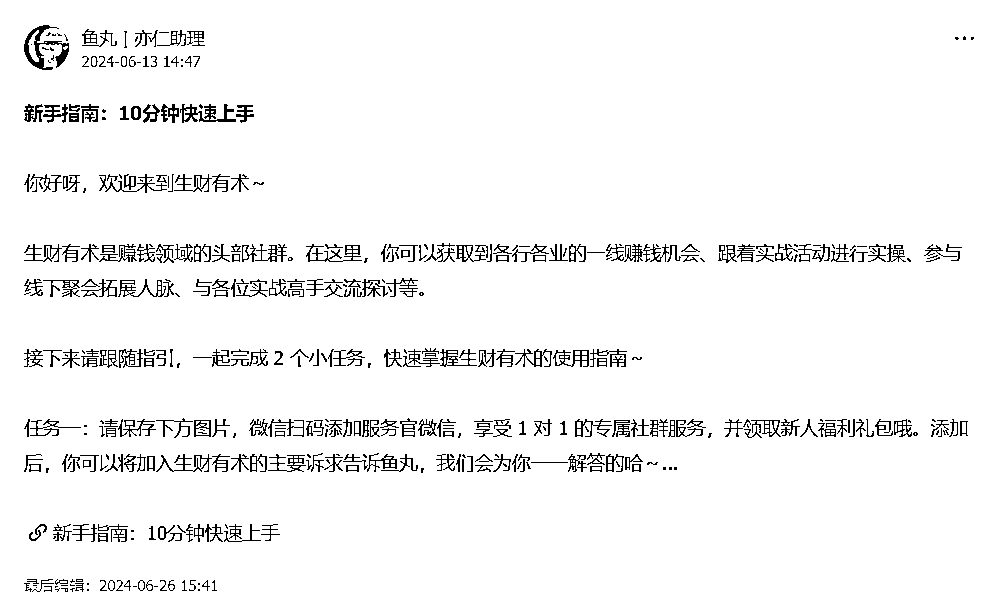 鱼丸 | 亦仁助理
2024-06-13 14:47
新手指南：10分钟快速上手
你好呀，欢迎来到生财有术~
生财有术是赚钱领域的头部社群。在这里，你可以获取到各行各业的一线赚钱机会、跟着实战活动进行实操、参与
线下聚会拓展人脉、与各位实战高手交流探讨等。
接下来请跟随指引，一起完成 2 个小任务，快速掌握生财有术的使用指南~
任务一：请保存下方图片，微信扫码添加服务官微信，享受 1 对 1 的专属社群服务，并领取新人福利礼包哦。添加
后，你可以将加入生财有术的主要诉求告诉鱼丸，我们会为你一一解答的哈~...
新手指南：10分钟快速上手
最后编辑：2024-06-26 15:41